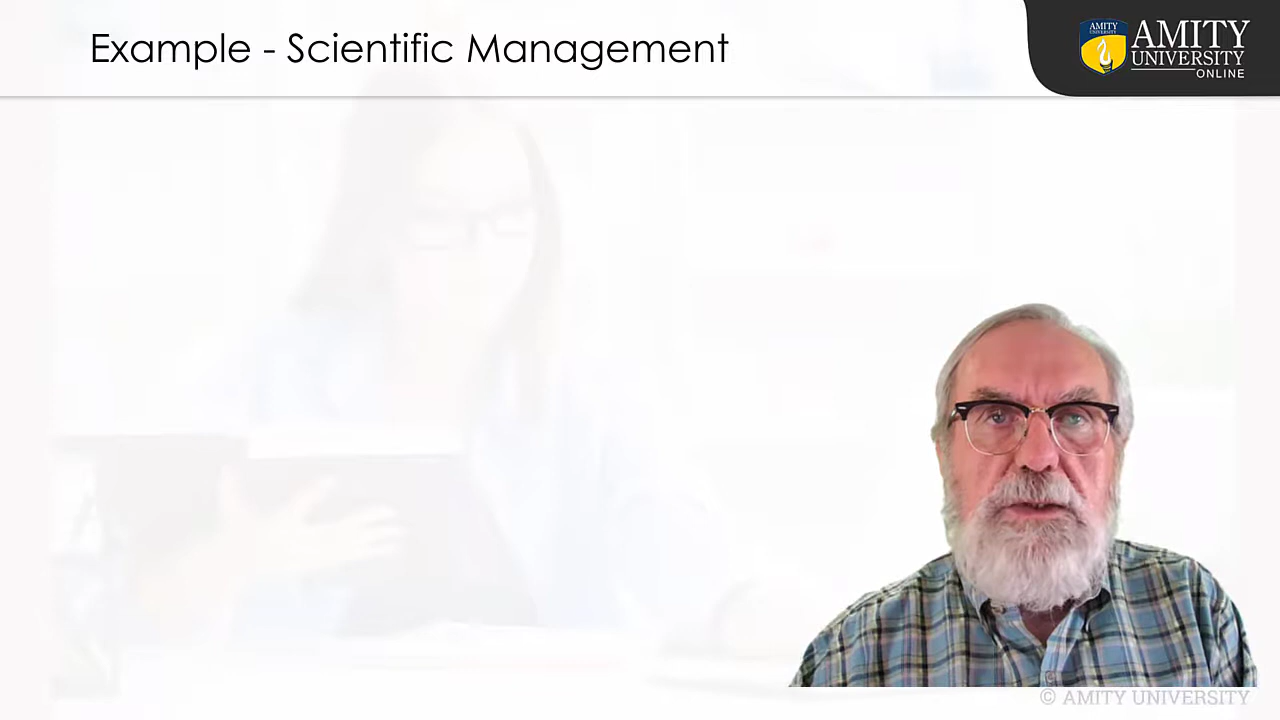 Example - Scientific Management
AMITY
UNIVERSITY
AMITY
UNIVERSITY
ONLINE
© AMITY UNIVERSITY